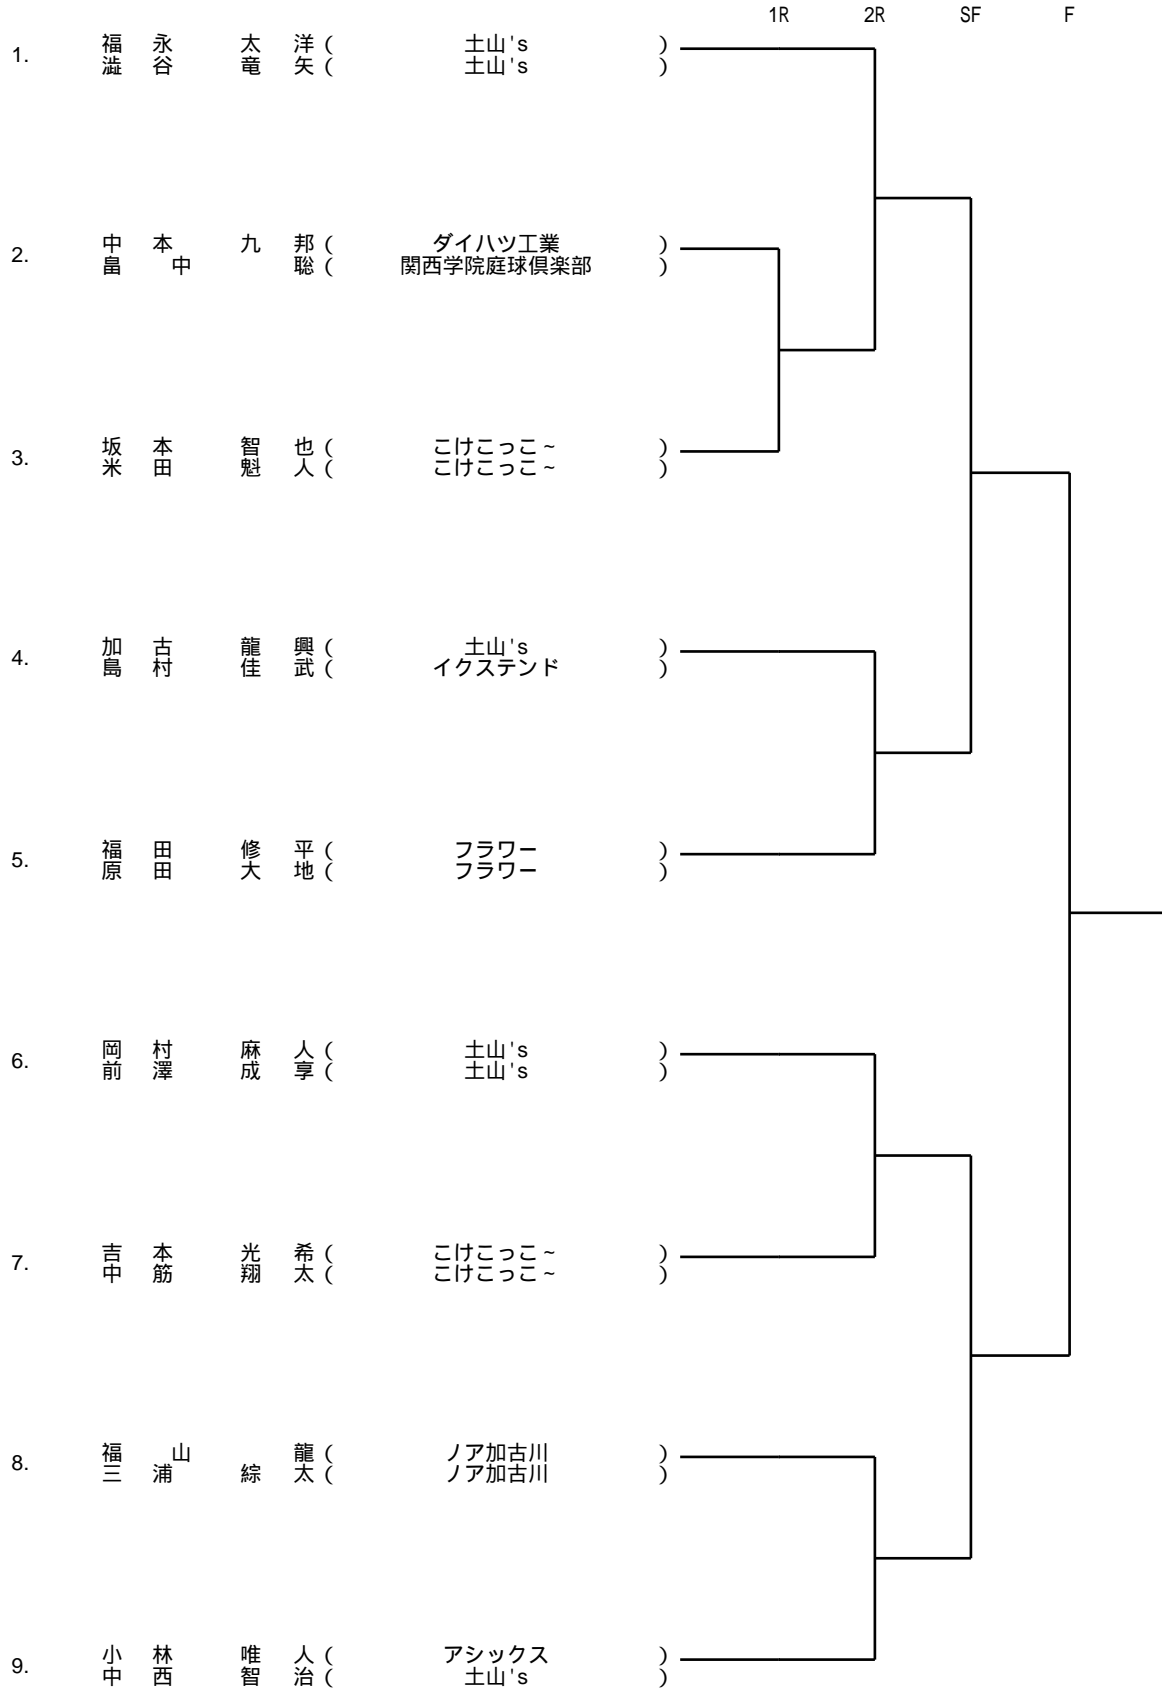 1R 2R SF F
1. 福永 太洋 ( 土山's )
澁谷 竜矢 ( 土山's )
2. 中本 九邦 ( ダイハツ工業 )
畠中 聡 ( 関西学院庭球倶楽部 )
3. 坂本 智也 ( こけこっこ~ )
米田 魁人 ( こけこっこ~ )
4. 加古 龍興 ( 土山's )
島村 佳武 ( イクステンド )
5. 福田 修平 ( フラワー )
原田 大地 ( フラワー )
6. 岡村 麻人 ( 土山's )
前澤 成享 ( 土山's )
7. 吉本 光希 ( こけこっこ~ )
中筋 翔太 ( こけこっこ~ )
8. 福山 龍 ( ノア加古川 )
三浦 綜太 ( ノア加古川 )
9. 小林 唯人 ( アシックス )
中西 智治 ( 土山's )